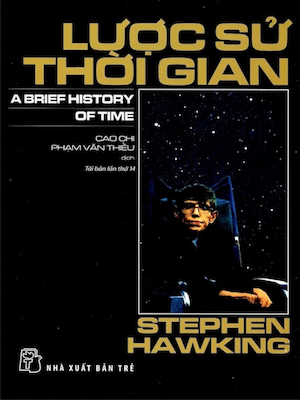 LƯỢC SỬ
THỜI GIAN
A BRIEF HISTORY
OF TIME
CAO CHI
PHẠM VĂN THIỀU
dịch
Tái bản lần thứ 14
STEPHEN
HAWKING
NHÀ XUẤT BẢN TRẺ